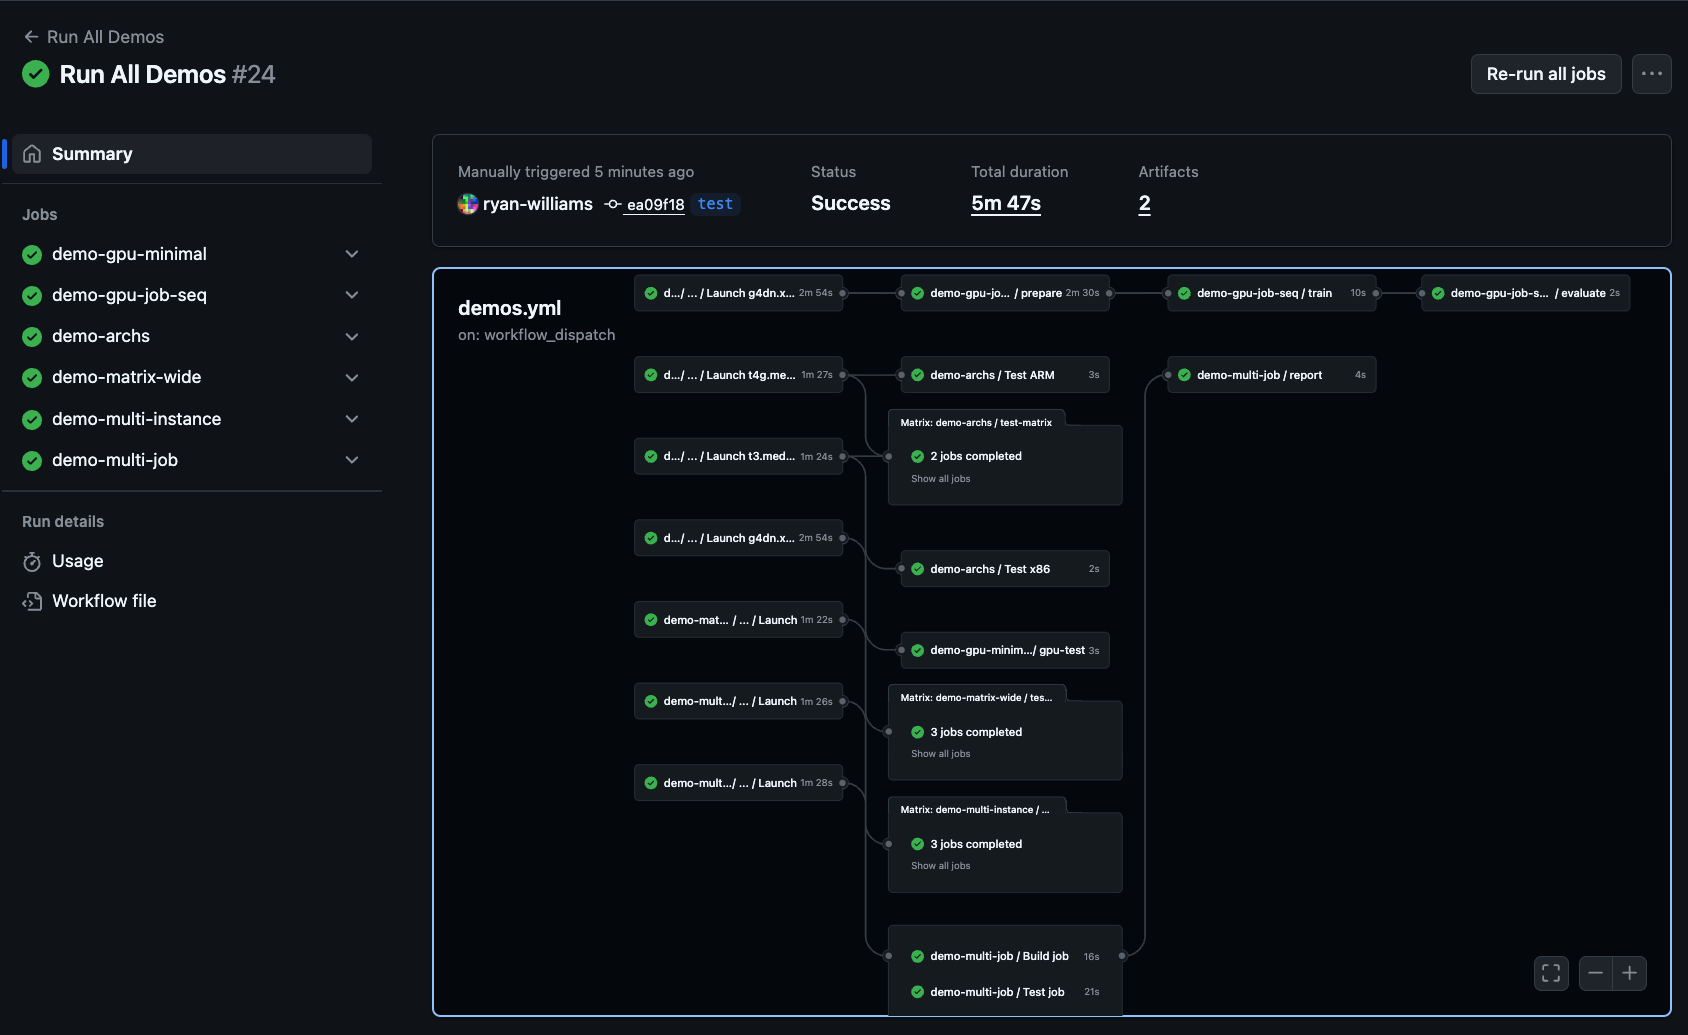 Run All Demos
Run All Demos #24
Re-run all jobs
Summary
Jobs
demo-gpu-minimal
demo-gpu-job-seq
demo-archs
demo-matrix-wide
demo-multi-instance
demo-multi-job
Run details
Usage
Workflow file
Manually triggered 5 minutes ago
ryan-williams ea09f18 test
Status
Success
Total duration
5m 47s
Artifacts
2
demos.yml
on: workflow_dispatch
d.../ ... / Launch g4dn.x... 2m 54s
demo-gpu-jo... / prepare 2m 30s
demo-gpu-job-seq / train 10s
demo-gpu-job-s... / evaluate 2s
d.../ ... / Launch t4g.me... 1m 27s
demo-archs / Test ARM 3s
demo-multi-job / report 4s
Matrix: demo-archs / test-matrix
2 jobs completed
Show all jobs
d.../ ... / Launch t3.med... 1m 24s
d.../ ... / Launch g4dn.x... 2m 54s
demo-archs / Test x86 2s
demo-mat... / ... / Launch 1m 22s
demo-gpu-minim.../ gpu-test 3s
demo-mult.../ ... / Launch 1m 26s
Matrix: demo-matrix-wide / tes...
3 jobs completed
Show all jobs
demo-mult.../ ... / Launch 1m 28s
Matrix: demo-multi-instance / ...
3 jobs completed
Show all jobs
demo-multi-job / Build job 16s
demo-multi-job / Test job 21s